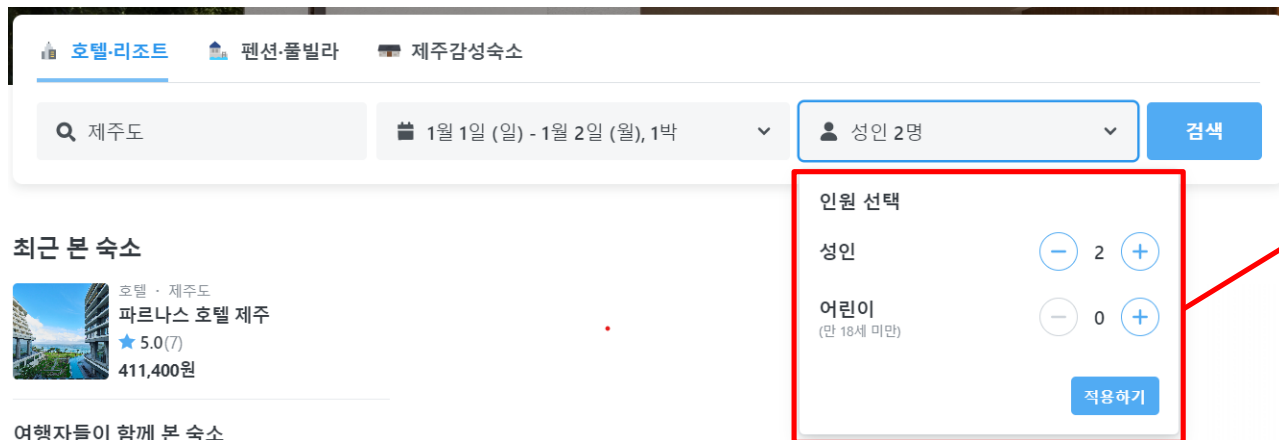 호텔·리조트 펜션·풀빌라 제주감성숙소
제주도 1월 1일 (일) - 1월 2일 (월), 1박 성인 2명 검색
인원 선택
성인 2
어린이 0
(만 18세 미만)
적용하기
최근 본 숙소
호텔 · 제주도
파르나스 호텔 제주
5.0(7)
411,400원
여행자들이 함께 본 숙소